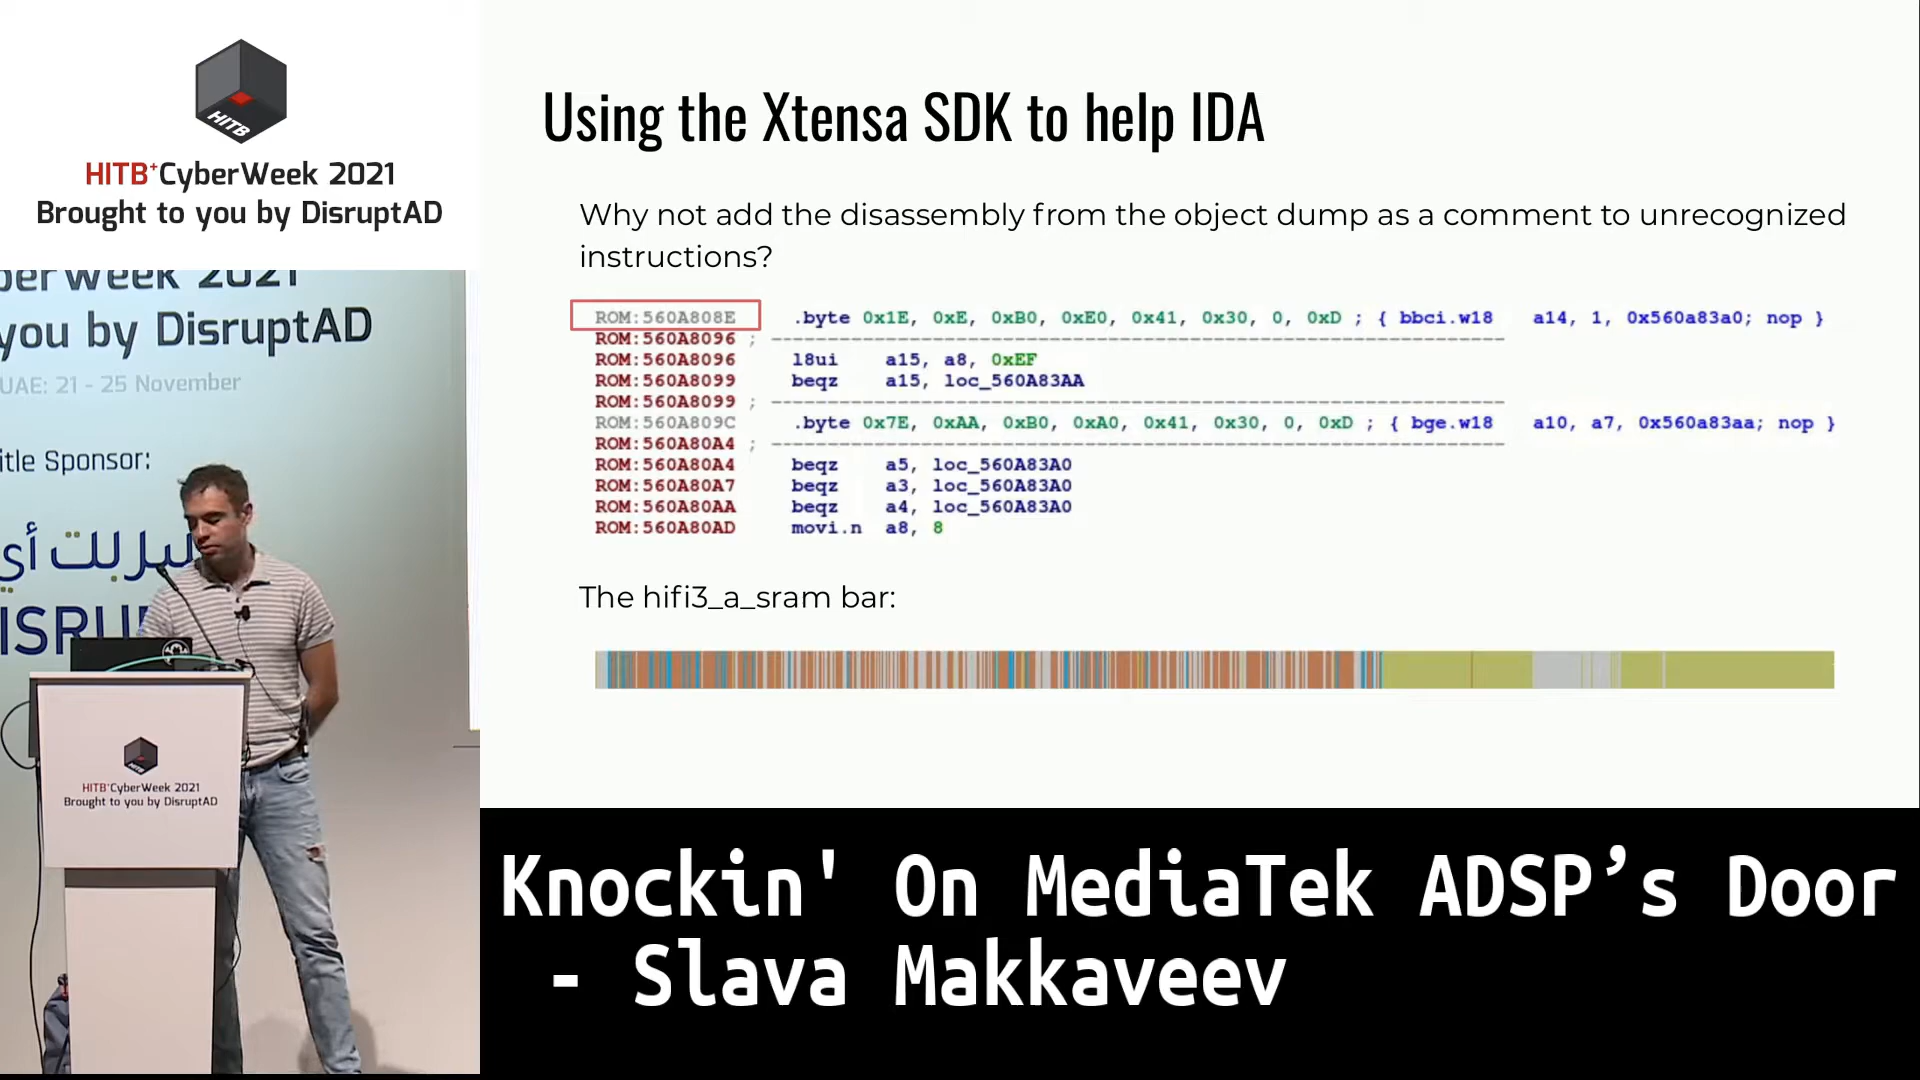 HITB
HITB+CyberWeek 2021
Brought to you by DisruptAD
berWeek 2021
you by DisruptAD
UAE: 21 - 25 November
itle Sponsor:
ISRU
HITB
HITB+CyberWeek 2021
Brought to you by DisruptAD
Using the Xtensa SDK to help IDA
Why not add the disassembly from the object dump as a comment to unrecognized
instructions?
ROM:560A808E .byte 0x1E, 0xE, 0xB0, 0xE0, 0x41, 0x30, 0, 0xD ; { bbci.w18 a14, 1, 0x560a83a0; nop }
ROM:560A8096 ; ---------------------------------------------------------------
ROM:560A8096 l8ui a15, a8, 0xEF
ROM:560A8099 beqz a15, loc_560A83AA
ROM:560A8099 ; ---------------------------------------------------------------
ROM:560A809C .byte 0x7E, 0xAA, 0xB0, 0xA0, 0x41, 0x30, 0, 0xD ; { bge.w18 a10, a7, 0x560a83aa; nop }
ROM:560A80A4 ; ---------------------------------------------------------------
ROM:560A80A4 beqz a5, loc_560A83A0
ROM:560A80A7 beqz a3, loc_560A83A0
ROM:560A80AA beqz a4, loc_560A83A0
ROM:560A80AD movi.n a8, 8
The hifi3_a_sram bar:
Knockin' On MediaTek ADSP’s Door
- Slava Makkaveev